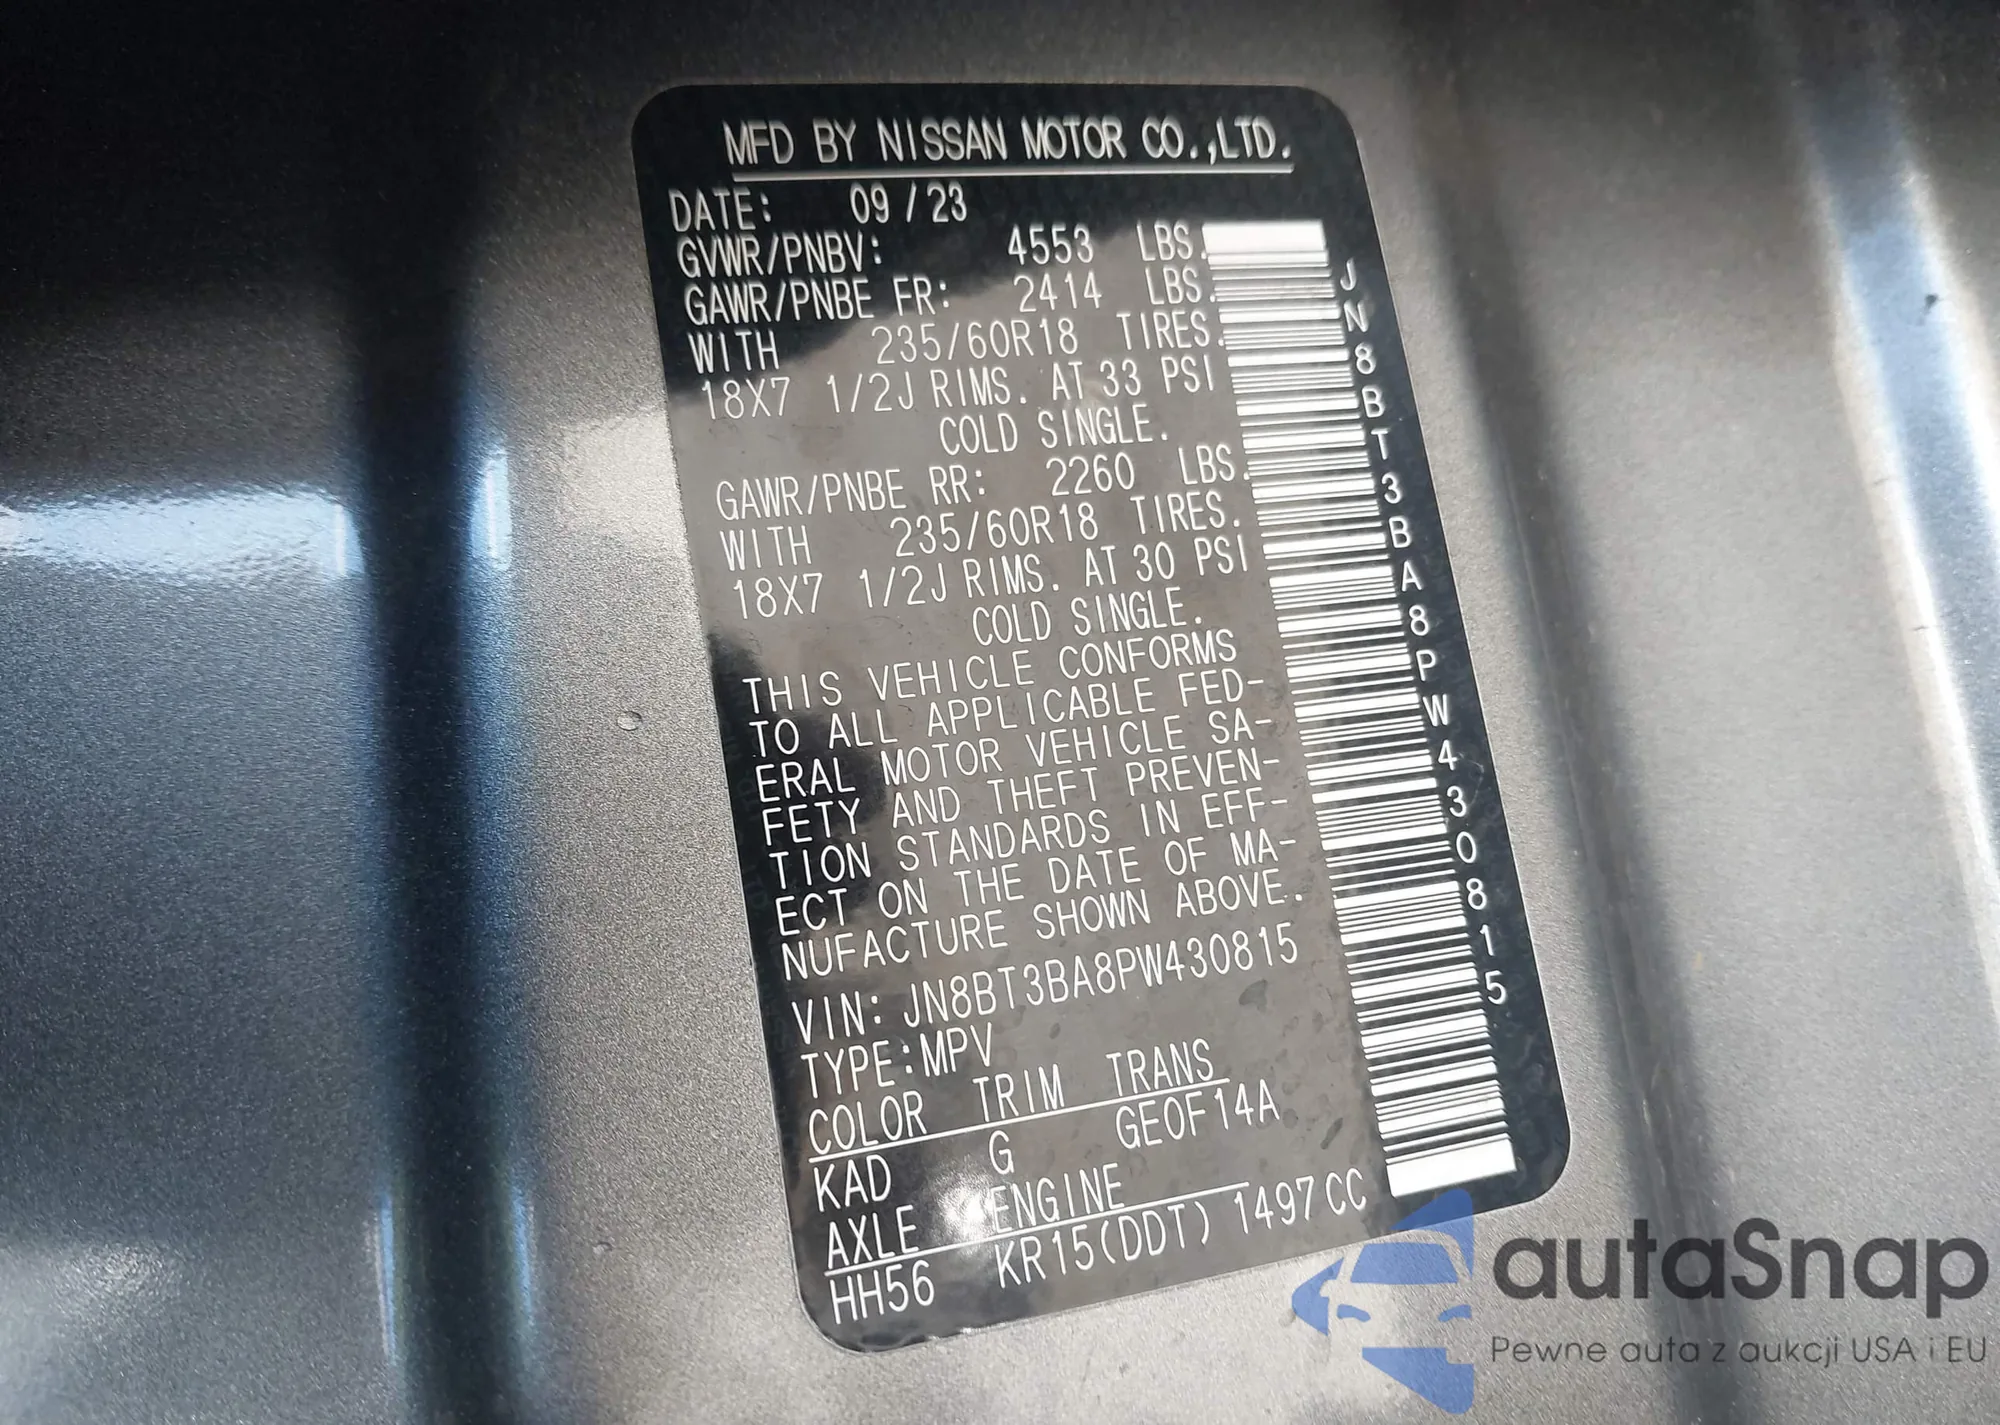 MFD BY NISSAN MOTOR CO.,LTD.
DATE: 09 / 23
GVWR/PNBV: 4553 LBS.
GAWR/PNBE FR: 2414 LBS.
WITH 235/60R18 TIRES.
18X7 1/2J RIMS. AT 33 PSI
COLD SINGLE.
GAWR/PNBE RR: 2260 LBS.
WITH 235/60R18 TIRES.
18X7 1/2J RIMS. AT 30 PSI
COLD SINGLE.
THIS VEHICLE CONFORMS
TO ALL APPLICABLE FED-
ERAL MOTOR VEHICLE SA-
FETY AND THEFT PREVEN-
TION STANDARDS IN EFF-
ECT ON THE DATE OF MA-
NUFACTURE SHOWN ABOVE.
VIN: JN8BT3BA8PW430815
TYPE:MPV
COLOR TRIM TRANS
KAD G GE0F14A
AXLE ENGINE
HH56 KR15(DDT) 1497CC
JN8BT3BA8PW430815
autaSnap
Pewne auta z aukcji USA i EU